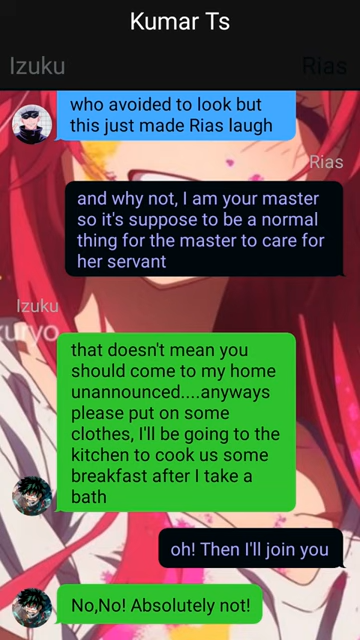 Kumar Ts
Izuku
Rias
who avoided to look but
this just made Rias laugh
Rias
and why not, I am your master
so it's suppose to be a normal
thing for the master to care for
her servant
Izuku
kuryo
that doesn't mean you
should come to my home
unannounced....anyways
please put on some
clothes, I'll be going to the
kitchen to cook us some
breakfast after I take a
bath
oh! Then I'll join you
No,No! Absolutely not!